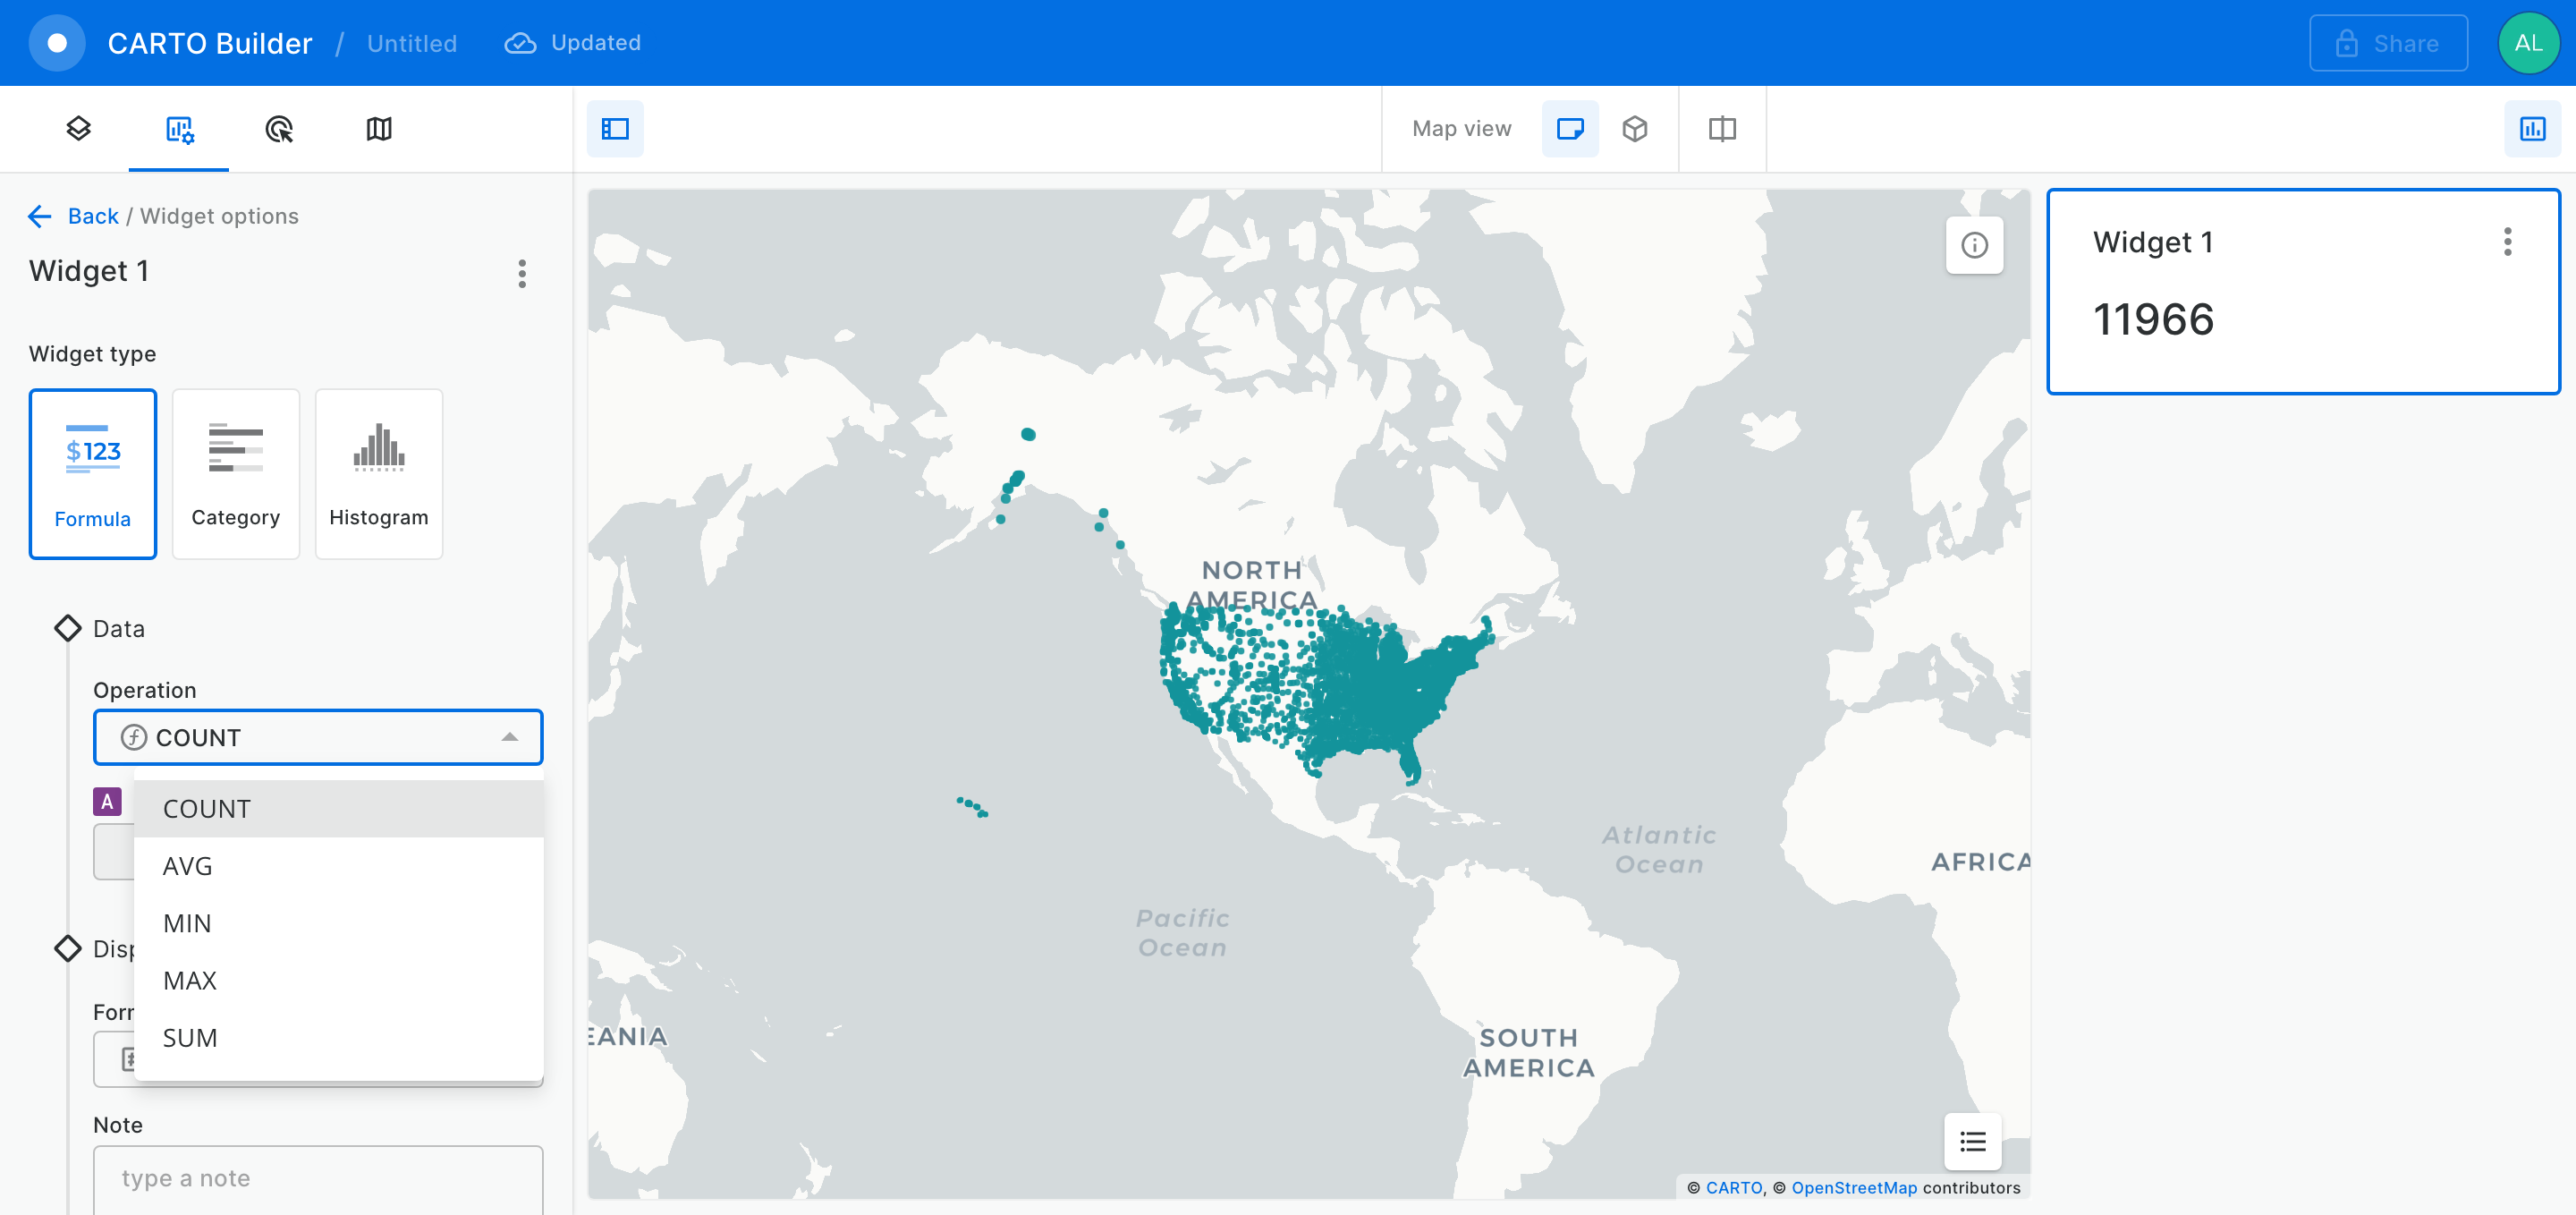 CARTO Builder / Untitled Updated Share AL
Map view
Back / Widget options
Widget 1
Widget type
$123
Formula Category Histogram
Data
Operation
COUNT
A
COUNT
AVG
MIN
MAX
SUM
Note
type a note
NORTH
AMERICA
Atlantic
Ocean
AFRICA
Pacific
Ocean
EANIA
SOUTH
AMERICA
© CARTO, © OpenStreetMap contributors
Widget 1
11966